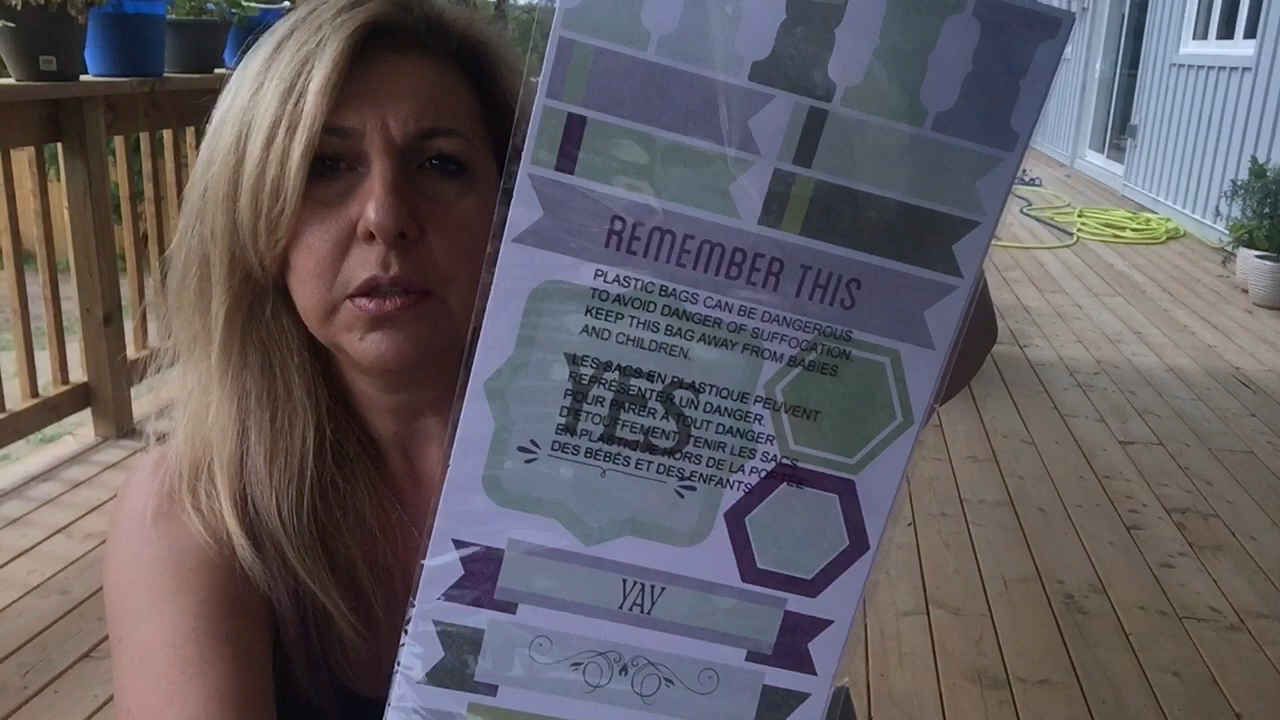 REMEMBER THIS
PLASTIC BAGS CAN BE DANGEROUS.
TO AVOID DANGER OF SUFFOCATION,
KEEP THIS BAG AWAY FROM BABIES
AND CHILDREN.
YES
LES SACS EN PLASTIQUE PEUVENT
REPRÉSENTER UN DANGER.
POUR PARER À TOUT DANGER
D'ÉTOUFFEMENT, TENIR LES SACS
EN PLASTIQUE HORS DE LA PORTÉE
DES BÉBÉS ET DES ENFANTS.
YAY